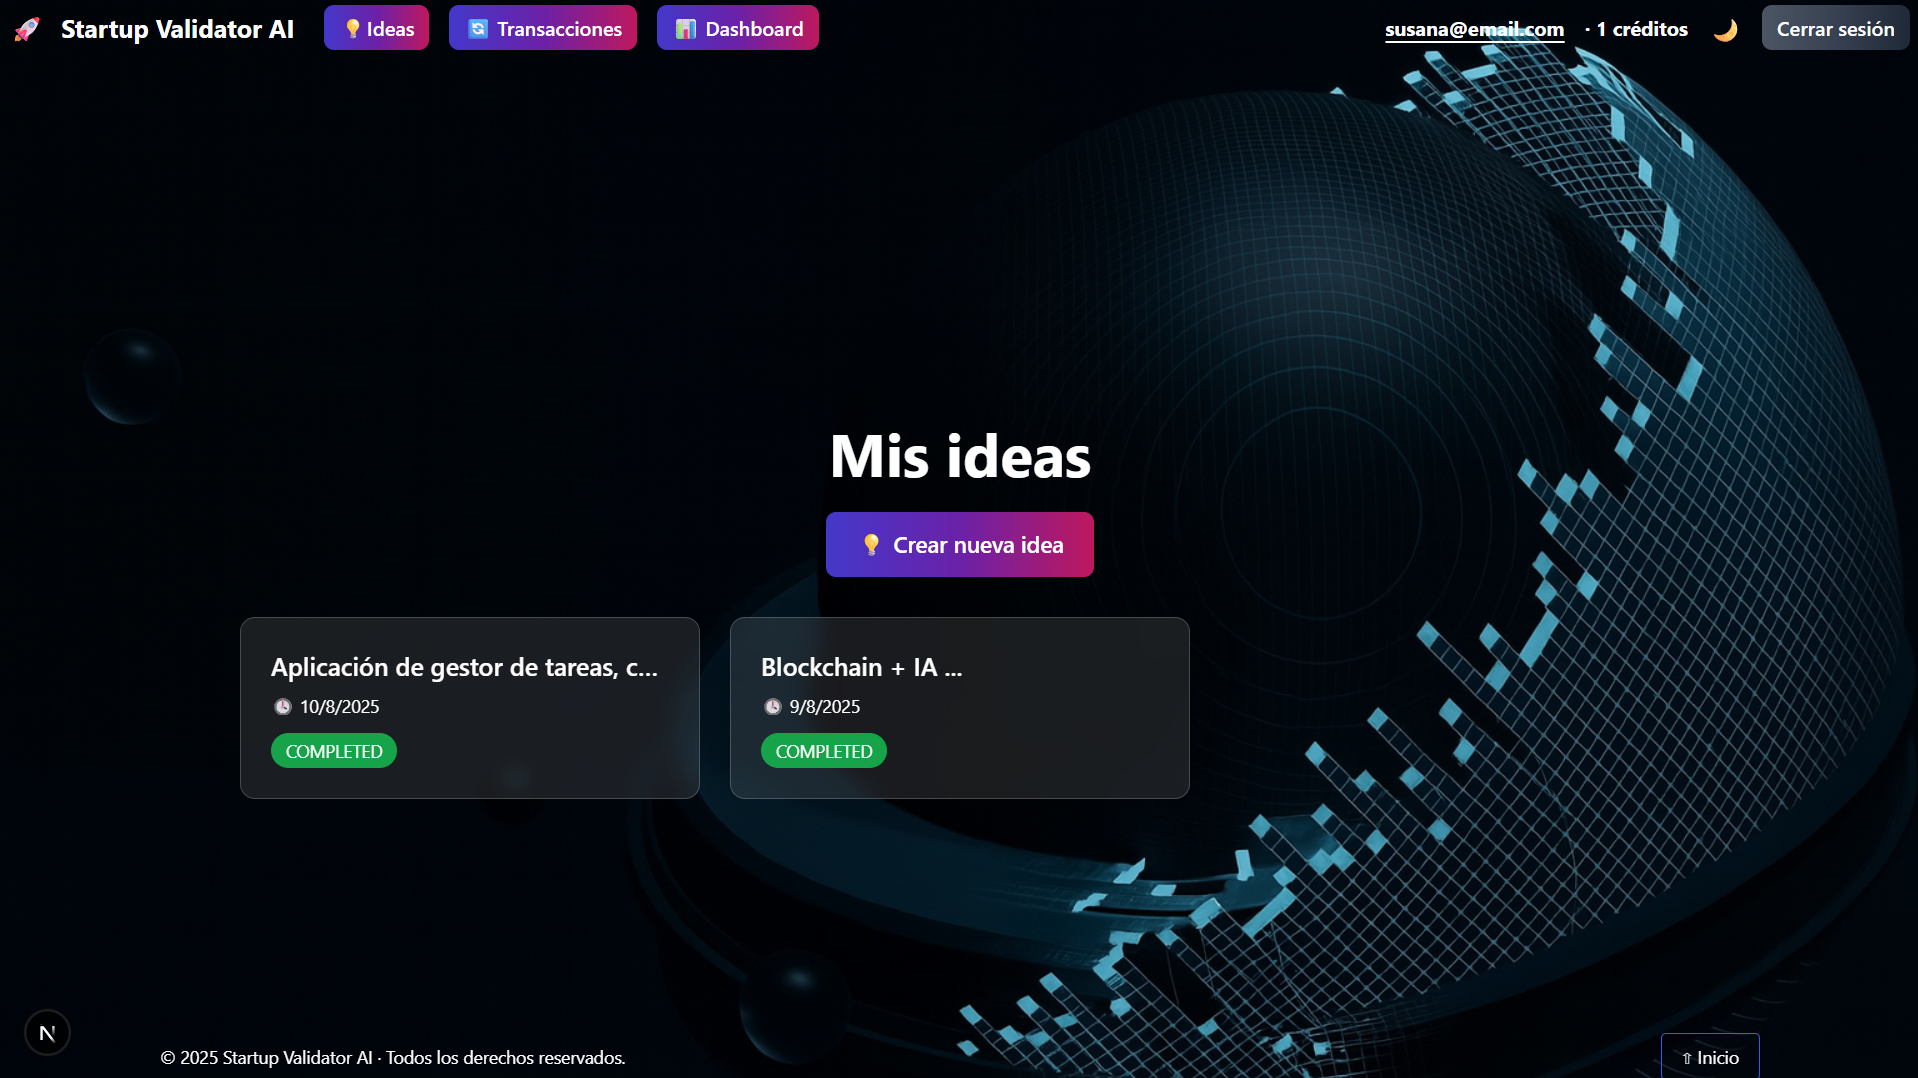 Startup Validator AI
Ideas
Transacciones
Dashboard
susana@email.com · 1 créditos
Cerrar sesión
Mis ideas
Crear nueva idea
Aplicación de gestor de tareas, c...
10/8/2025
COMPLETED
Blockchain + IA ...
9/8/2025
COMPLETED
N
© 2025 Startup Validator AI · Todos los derechos reservados.
⇧ Inicio